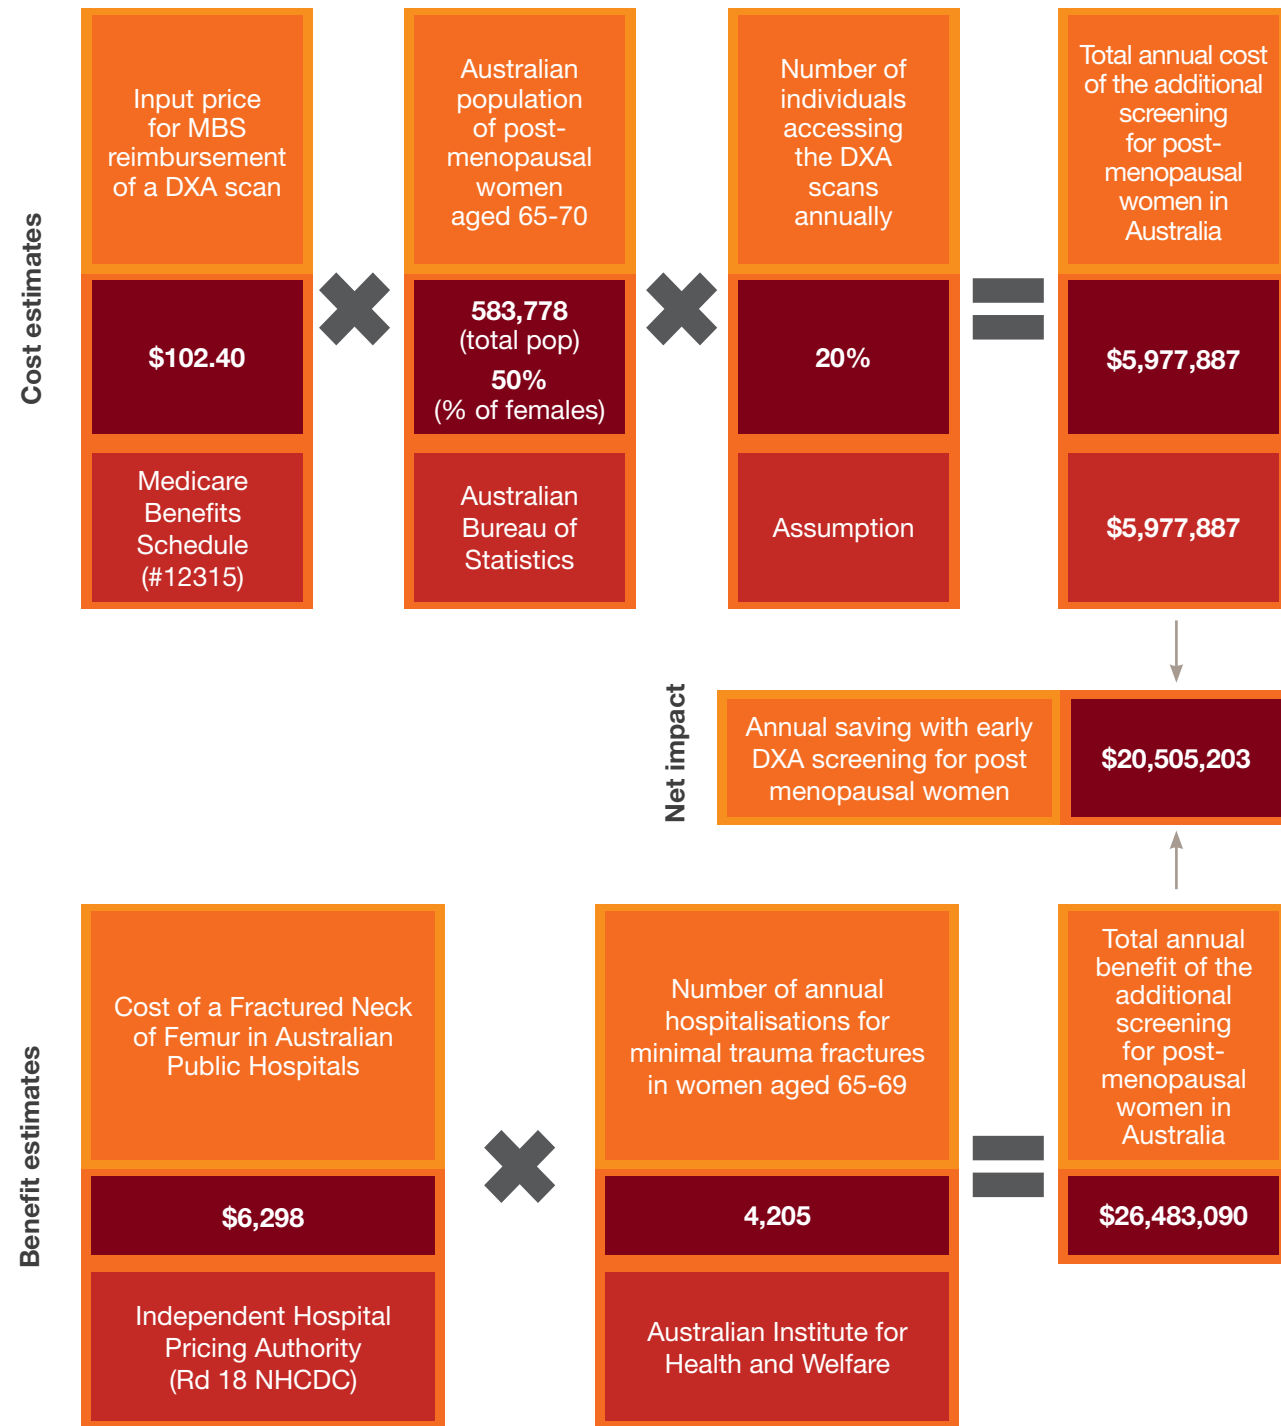 Cost estimates
Input price
for MBS
reimbursement
of a DXA scan
$102.40
Medicare
Benefits
Schedule
(#12315)
Australian
population
of post-
menopausal
women
aged 65-70
583,778
(total pop)
50%
(% of females)
Australian
Bureau of
Statistics
Number of
individuals
accessing
the DXA
scans
annually
20%
Assumption
Total annual cost
of the additional
screening
for post-
menopausal
women in
Australia
$5,977,887
$5,977,887
Net impact
Annual saving with early
DXA screening for post
menopausal women
$20,505,203
Benefit estimates
Cost of a Fractured Neck
of Femur in Australian
Public Hospitals
$6,298
Independent Hospital
Pricing Authority
(Rd 18 NHCDC)
Number of annual
hospitalisations for
minimal trauma fractures
in women aged 65-69
4,205
Australian Institute for
Health and Welfare
Total annual
benefit of the
additional
screening
for post-
menopausal
women in
Australia
$26,483,090